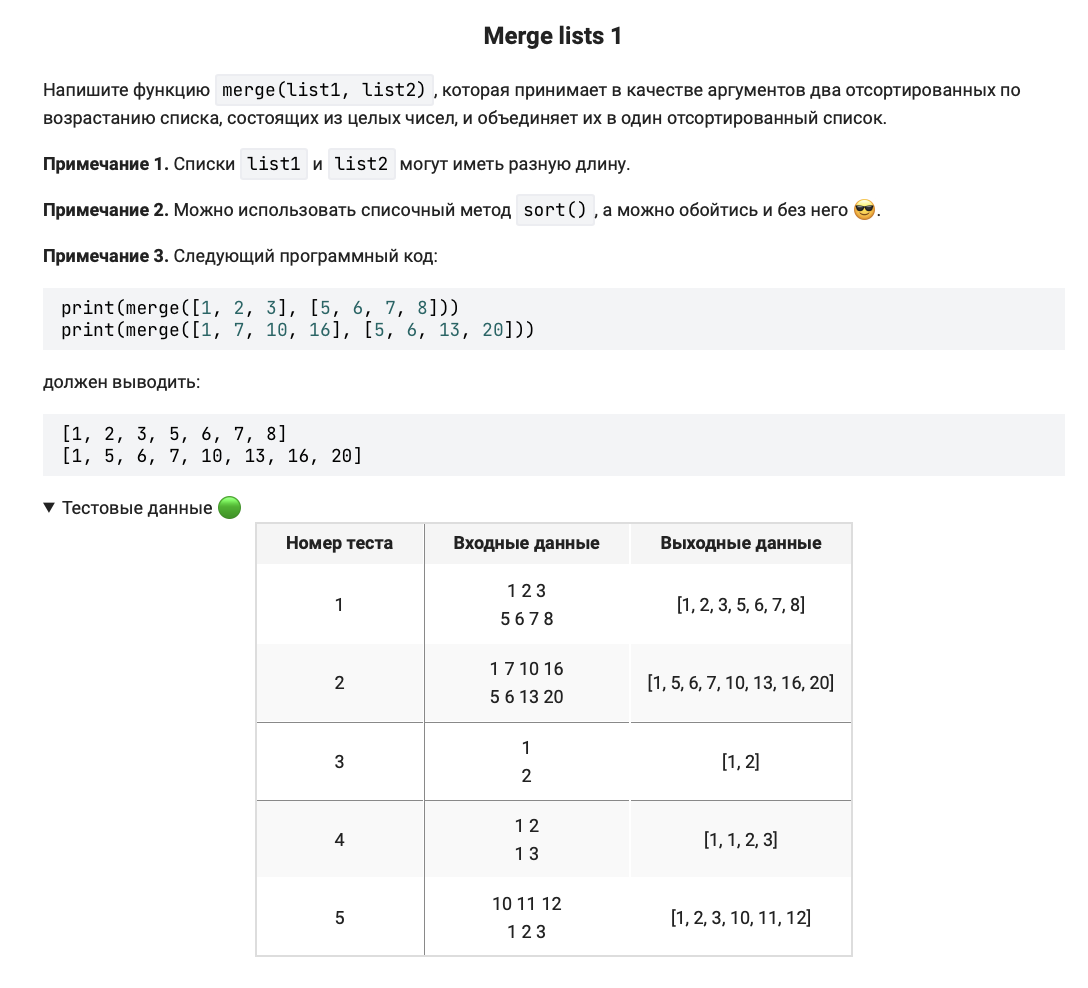 Merge lists 1
Напишите функцию merge(list1, list2), которая принимает в качестве аргументов два отсортированных по
возрастанию списка, состоящих из целых чисел, и объединяет их в один отсортированный список.
Примечание 1. Списки list1 и list2 могут иметь разную длину.
Примечание 2. Можно использовать списочный метод sort(), а можно обойтись и без него 😎.
Примечание 3. Следующий программный код:
print(merge([1, 2, 3], [5, 6, 7, 8]))
print(merge([1, 7, 10, 16], [5, 6, 13, 20]))
должен выводить:
[1, 2, 3, 5, 6, 7, 8]
[1, 5, 6, 7, 10, 13, 16, 20]
▼ Тестовые данные 🟢
Номер теста Входные данные Выходные данные
1 2 3
1 [1, 2, 3, 5, 6, 7, 8]
5 6 7 8
1 7 10 16
2 [1, 5, 6, 7, 10, 13, 16, 20]
5 6 13 20
1
3 [1, 2]
2
1 2
4 [1, 1, 2, 3]
1 3
10 11 12
5 [1, 2, 3, 10, 11, 12]
1 2 3